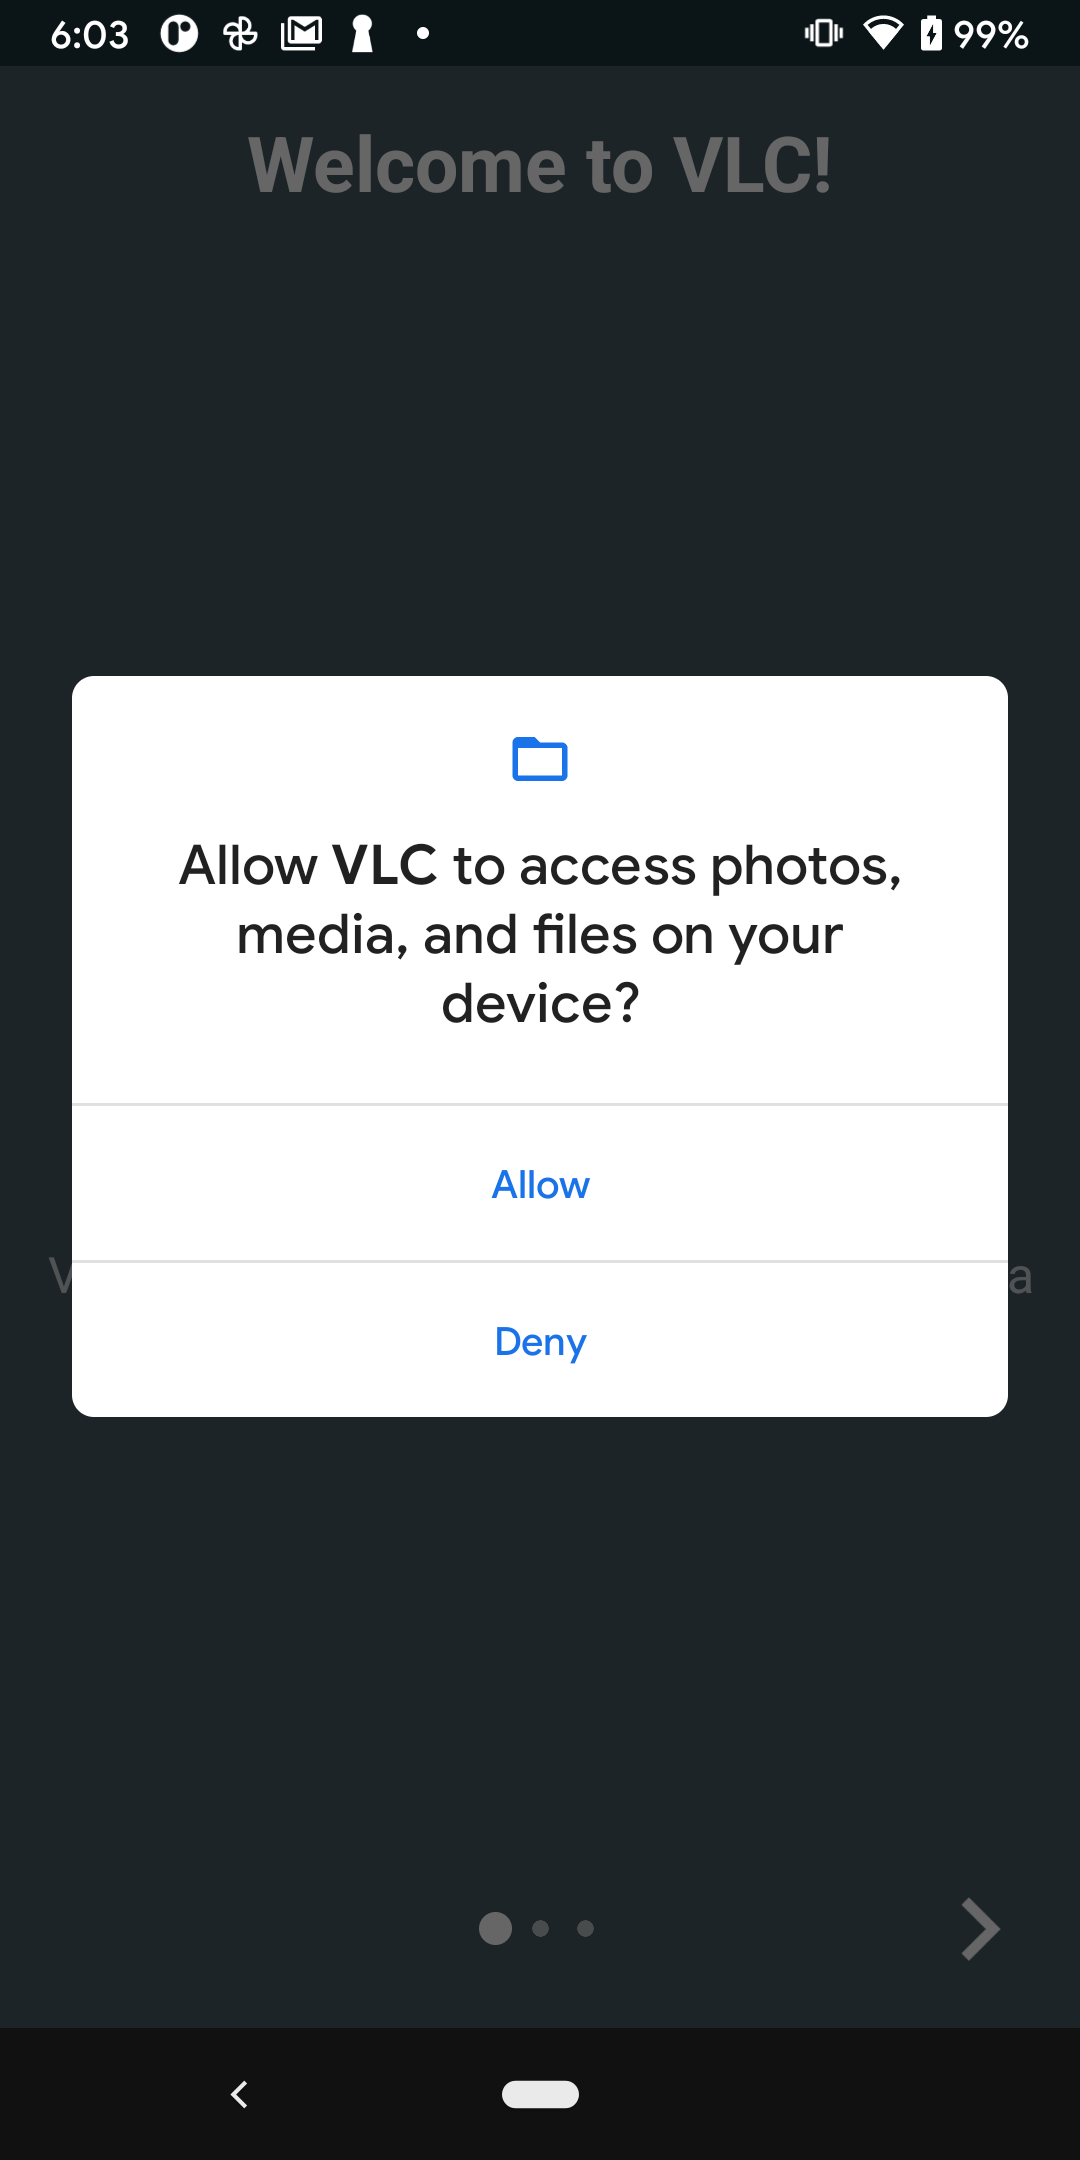 6:03
99%
Welcome to VLC!
Allow VLC to access photos,
media, and files on your
device?
Allow
Deny